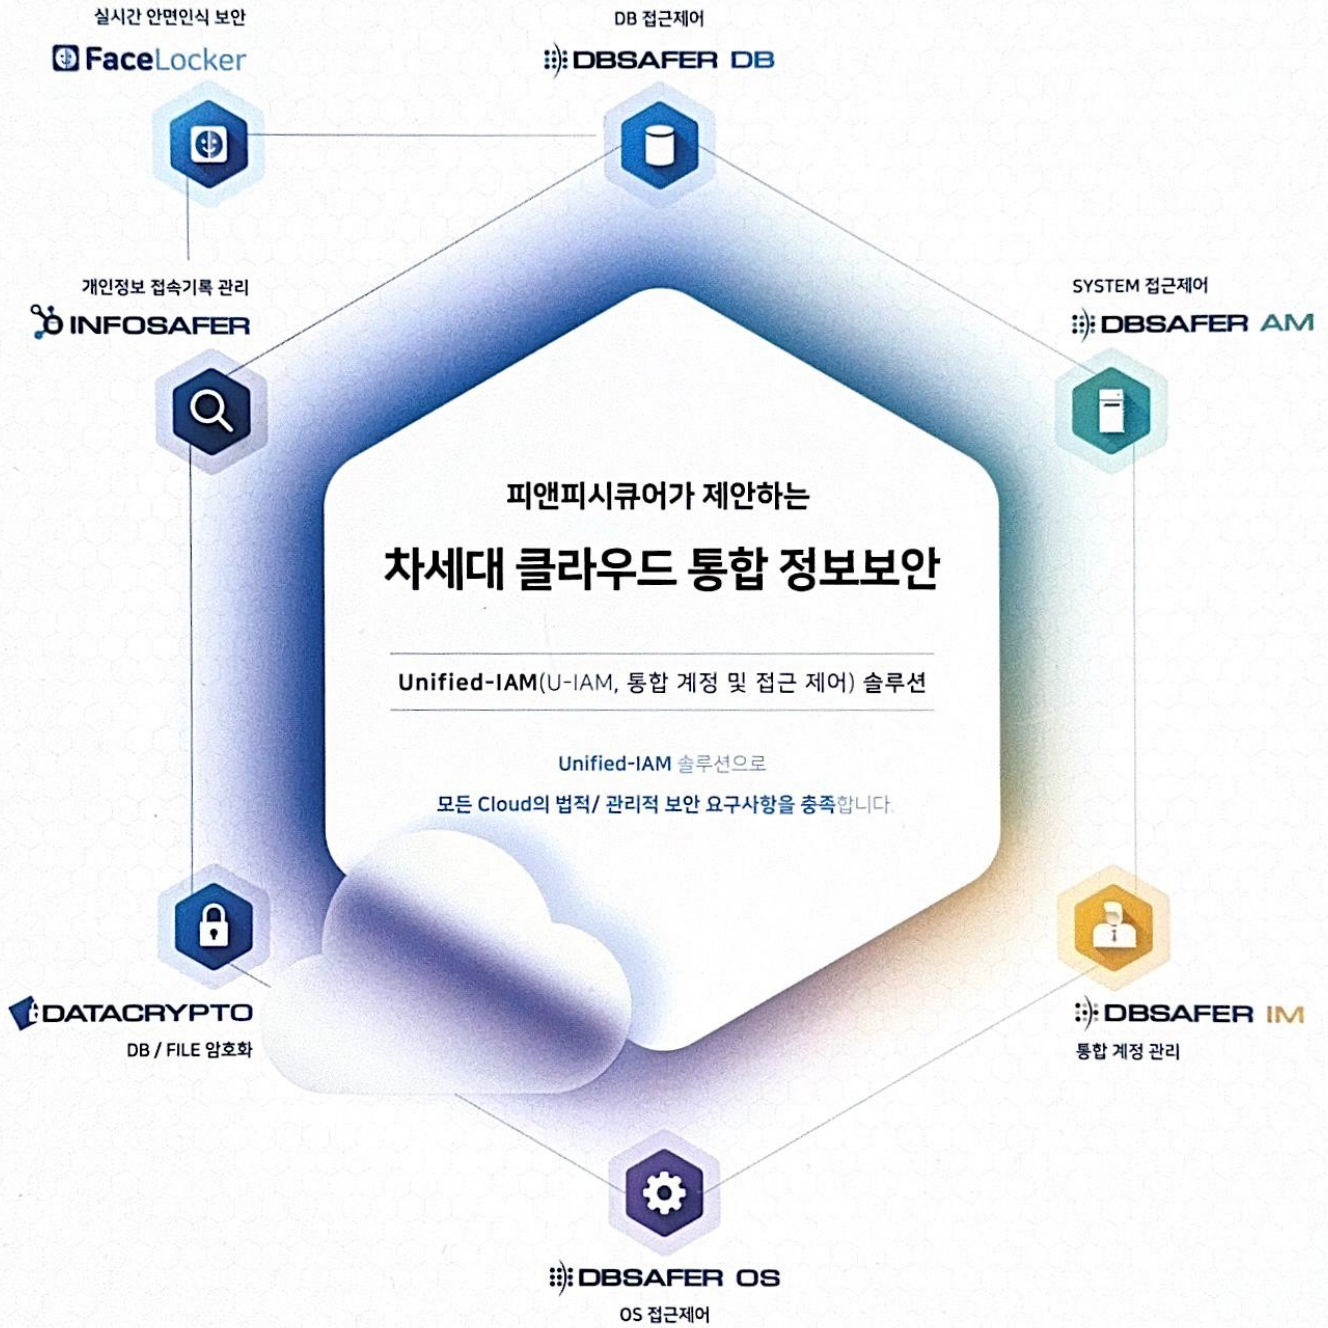 실시간 안면인식 보안
FaceLocker
DB 접근제어
DBSAFER DB
개인정보 접속기록 관리
INFOSAFER
SYSTEM 접근제어
DBSAFER AM
피앤피시큐어가 제안하는
차세대 클라우드 통합 정보보안
Unified-IAM(U-IAM, 통합 계정 및 접근 제어) 솔루션
Unified-IAM 솔루션으로
모든 Cloud의 법적/ 관리적 보안 요구사항을 충족합니다.
DATACRYPTO
DB / FILE 암호화
DBSAFER IM
통합 계정 관리
DBSAFER OS
OS 접근제어